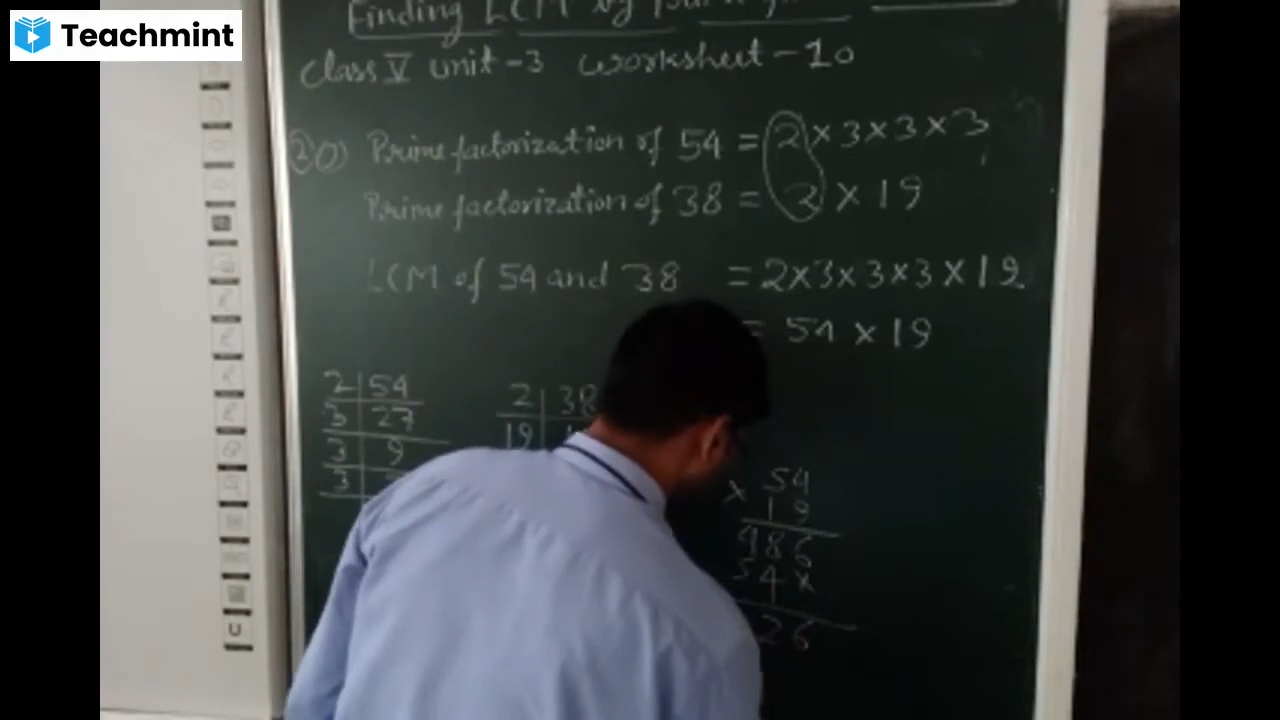 Teachmint
Finding LCM by
Class V unit-3 worksheet-10
② 1) Prime factorization of 54 = 2 × 3 × 3 × 3
Prime factorization of 38 = 2 × 19
LCM of 54 and 38 = 2 × 3 × 3 × 3 × 19
= 54 × 19
2 | 54
3 | 27
3 | 9
3
2 | 38
19
× 54
19
486
54×
26